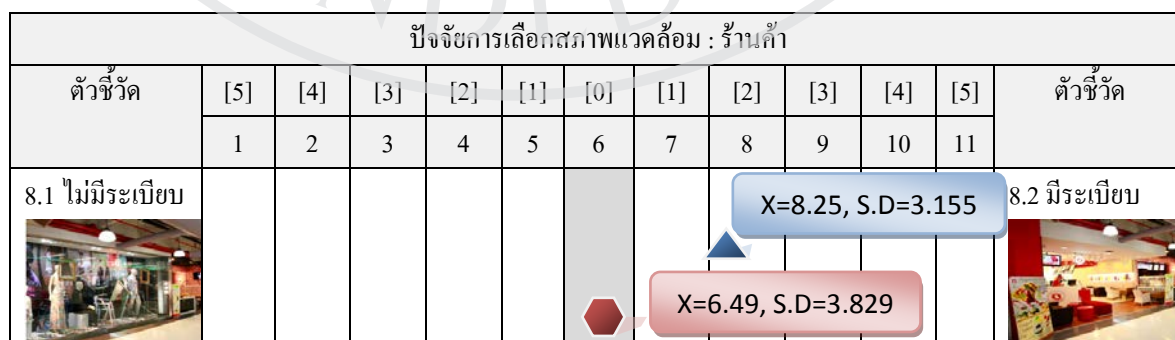 ปัจจัยการเลือกสภาพแวดล้อม : ร้านค้า
ตัวชี้วัด [5] [4] [3] [2] [1] [0] [1] [2] [3] [4] [5] ตัวชี้วัด
1 2 3 4 5 6 7 8 9 10 11
8.1 ไม่มีระเบียบ 8.2 มีระเบียบ
X=8.25, S.D=3.155
X=6.49, S.D=3.829